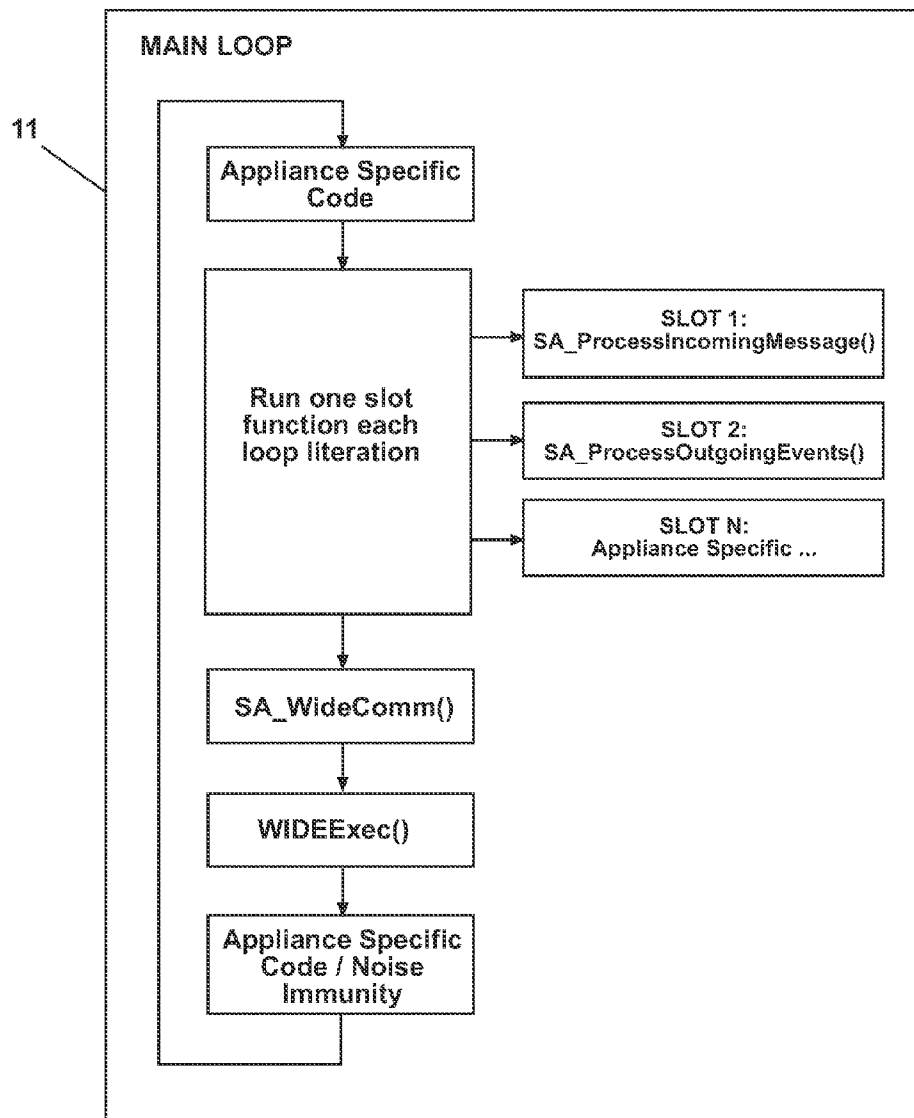 MAIN LOOP
11
Appliance Specific
Code
Run one slot
function each
loop literation
SLOT 1:
SA_ProcessIncomingMessage()
SLOT 2:
SA_ProcessOutgoingEvents()
SLOT N:
Appliance Specific ...
SA_WideComm()
WIDEExec()
Appliance Specific
Code / Noise
Immunity